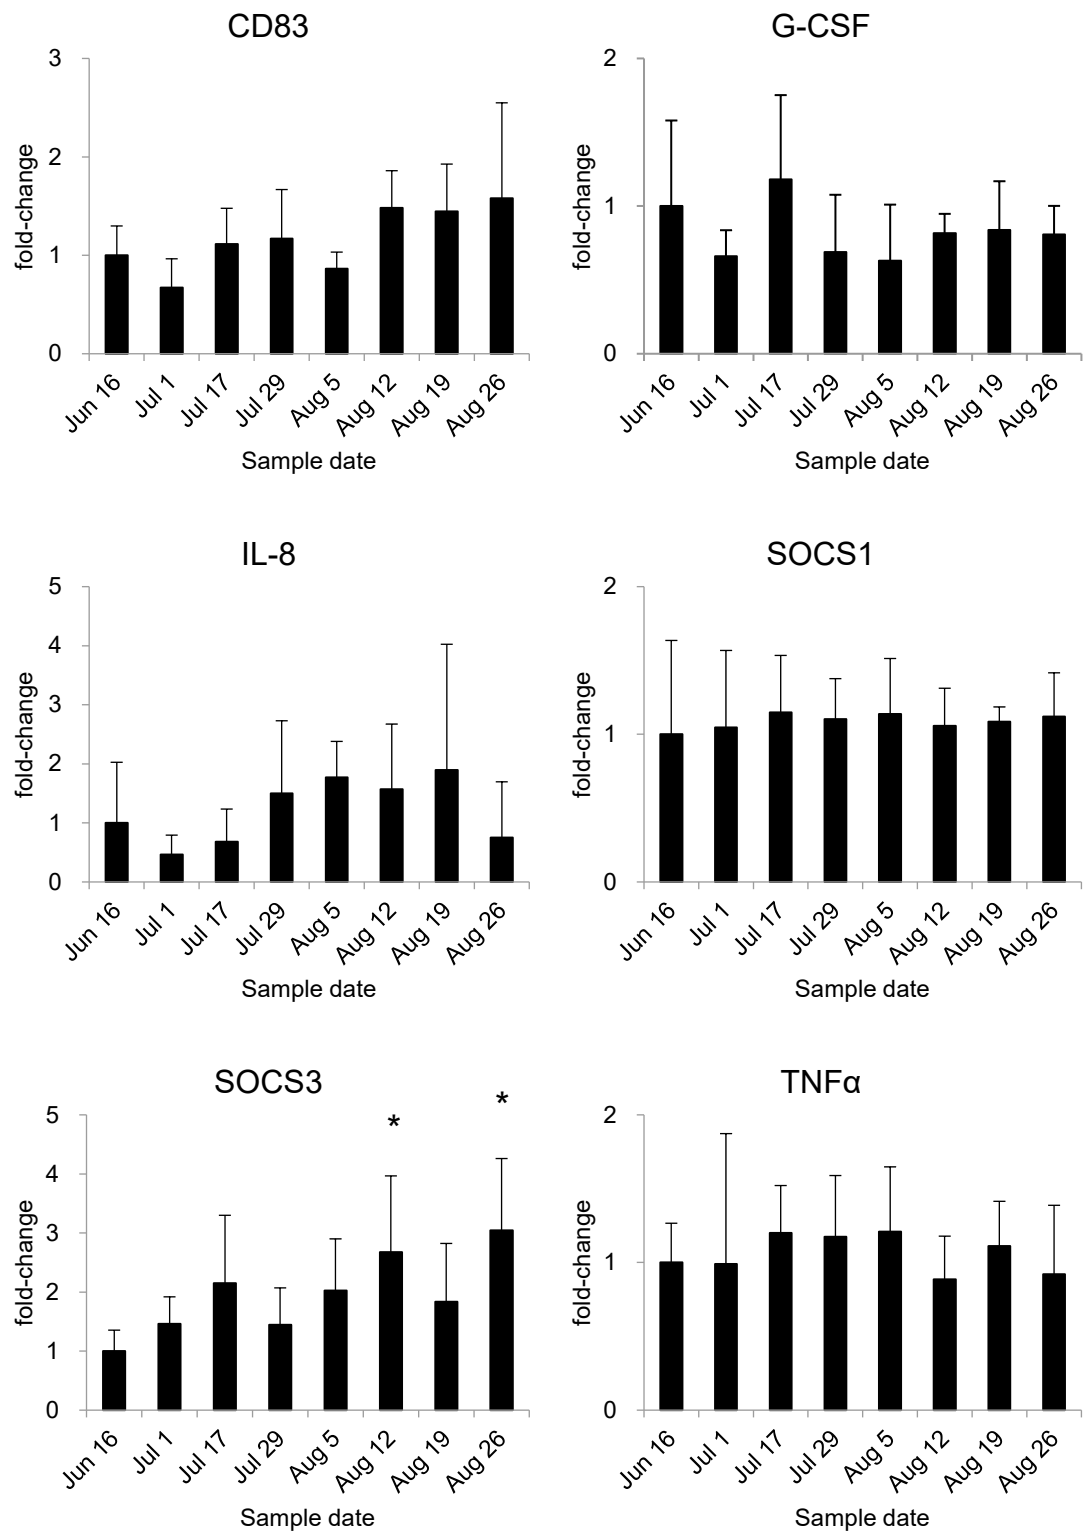 CD83
3
2
1
0
fold-change
Jun 16
Jul 1
Jul 17
Jul 29
Aug 5
Aug 12
Aug 19
Aug 26
Sample date
G-CSF
2
1
0
fold-change
Jun 16
Jul 1
Jul 17
Jul 29
Aug 5
Aug 12
Aug 19
Aug 26
Sample date
IL-8
5
4
3
2
1
0
fold-change
Jun 16
Jul 1
Jul 17
Jul 29
Aug 5
Aug 12
Aug 19
Aug 26
Sample date
SOCS1
2
1
0
fold-change
Jun 16
Jul 1
Jul 17
Jul 29
Aug 5
Aug 12
Aug 19
Aug 26
Sample date
SOCS3
* *
5
4
3
2
1
0
fold-change
Jun 16
Jul 1
Jul 17
Jul 29
Aug 5
Aug 12
Aug 19
Aug 26
Sample date
TNFα
2
1
0
fold-change
Jun 16
Jul 1
Jul 17
Jul 29
Aug 5
Aug 12
Aug 19
Aug 26
Sample date